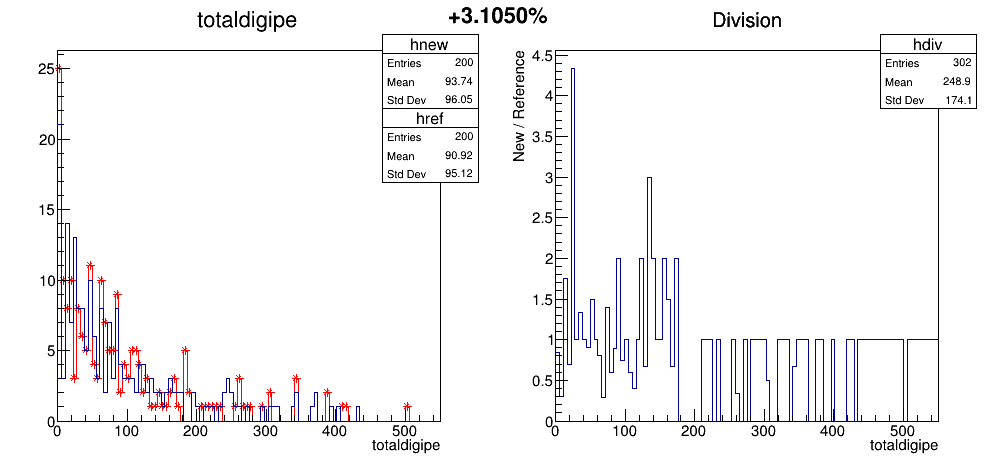 +3.1050%
totaldigipe
hnew
Entries 200
Mean 93.74
Std Dev 96.05
href
Entries 200
Mean 90.92
Std Dev 95.12
25
20
15
10
5
0
0 100 200 300 400 500
totaldigipe
Division
hdiv
Entries 302
Mean 248.9
Std Dev 174.1
New / Reference
4.5
4
3.5
3
2.5
2
1.5
1
0.5
0
0 100 200 300 400 500
totaldigipe